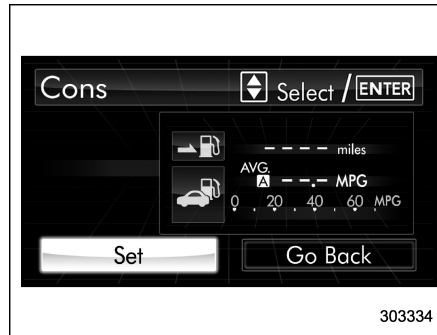 Cons Select / ENTER
---- miles
AVG.
A --.- MPG
0 20 40 60 MPG
Set Go Back
303334